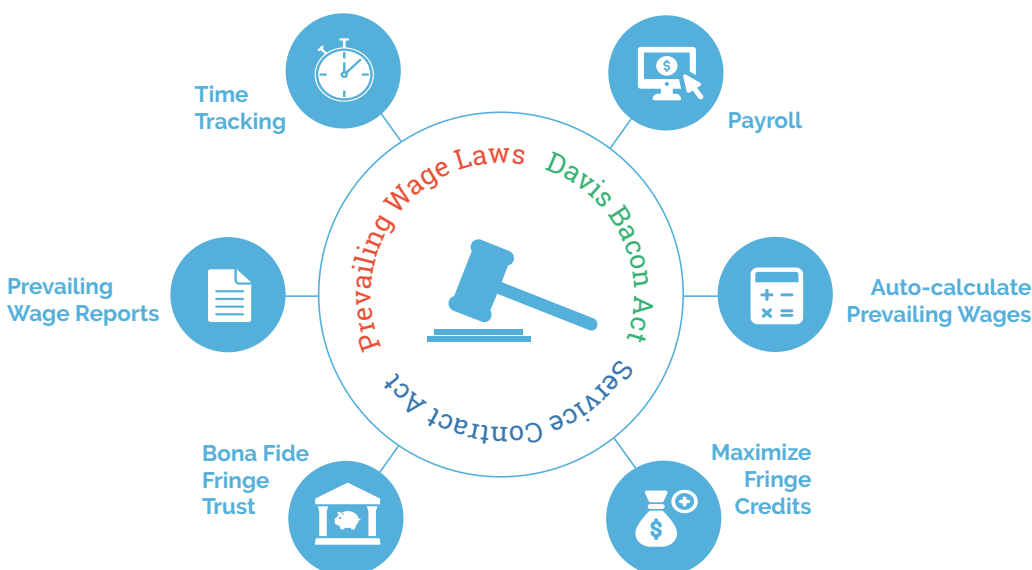 Time
Tracking
Payroll
Prevailing Wage Laws
Davis Bacon Act
Service Contract Act
Prevailing
Wage Reports
Auto-calculate
Prevailing Wages
Bona Fide
Fringe
Trust
Maximize
Fringe
Credits
$
+ −
× =
$
+